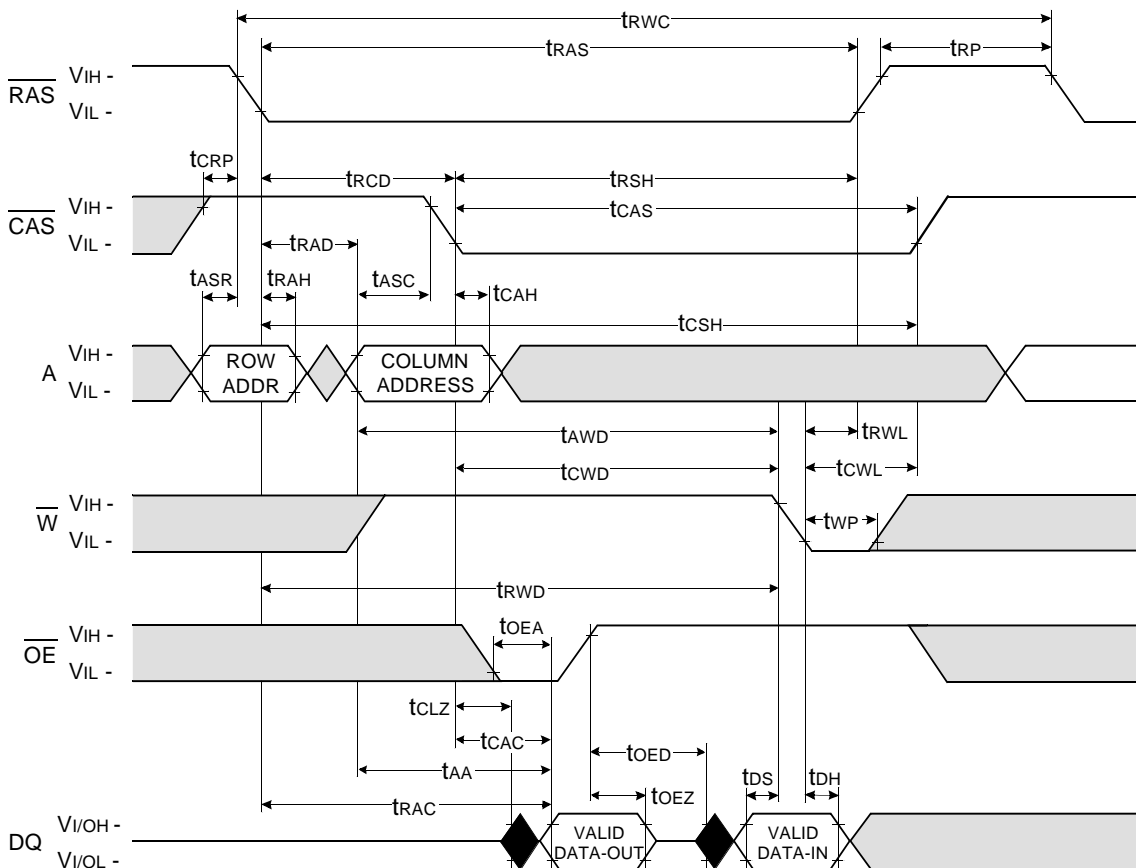 tRWC
tRAS
tRP
RAS
VIH -
VIL -
tCRP
tRCD
tRSH
CAS
VIH -
VIL -
tCAS
tRAD
tASR
tRAH
tASC
tCAH
tCSH
A
VIH -
VIL -
ROW
ADDR
COLUMN
ADDRESS
tAWD
tRWL
tCWD
tCWL
W
VIH -
VIL -
tWP
tRWD
OE
VIH -
VIL -
tOEA
tCLZ
tCAC
tOED
tAA
tDS
tDH
tRAC
tOEZ
DQ
VI/OH -
VI/OL -
VALID
DATA-OUT
VALID
DATA-IN